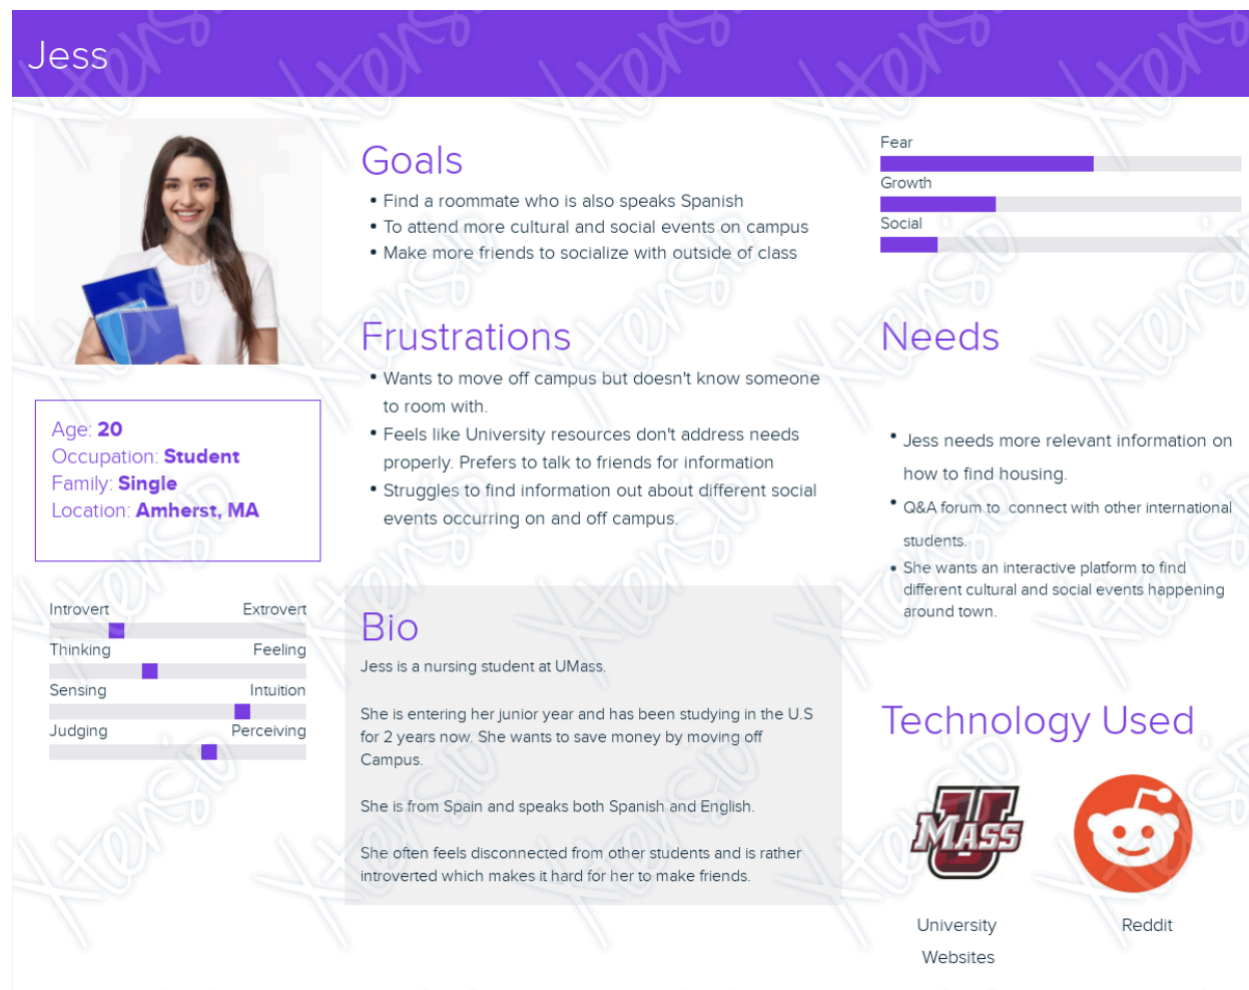 Jess
Goals
• Find a roommate who is also speaks Spanish
• To attend more cultural and social events on campus
• Make more friends to socialize with outside of class
Fear
Growth
Social
Frustrations
• Wants to move off campus but doesn't know someone
to room with.
• Feels like University resources don't address needs
properly. Prefers to talk to friends for information
• Struggles to find information out about different social
events occurring on and off campus.
Needs
• Jess needs more relevant information on
how to find housing.
• Q&A forum to connect with other international
students.
• She wants an interactive platform to find
different cultural and social events happening
around town.
Age: 20
Occupation: Student
Family: Single
Location: Amherst, MA
Introvert Extrovert
Thinking Feeling
Sensing Intuition
Judging Perceiving
Bio
Jess is a nursing student at UMass.
She is entering her junior year and has been studying in the U.S
for 2 years now. She wants to save money by moving off
Campus.
She is from Spain and speaks both Spanish and English.
She often feels disconnected from other students and is rather
introverted which makes it hard for her to make friends.
Technology Used
U
MASS
University
Websites
Reddit
Xtensio